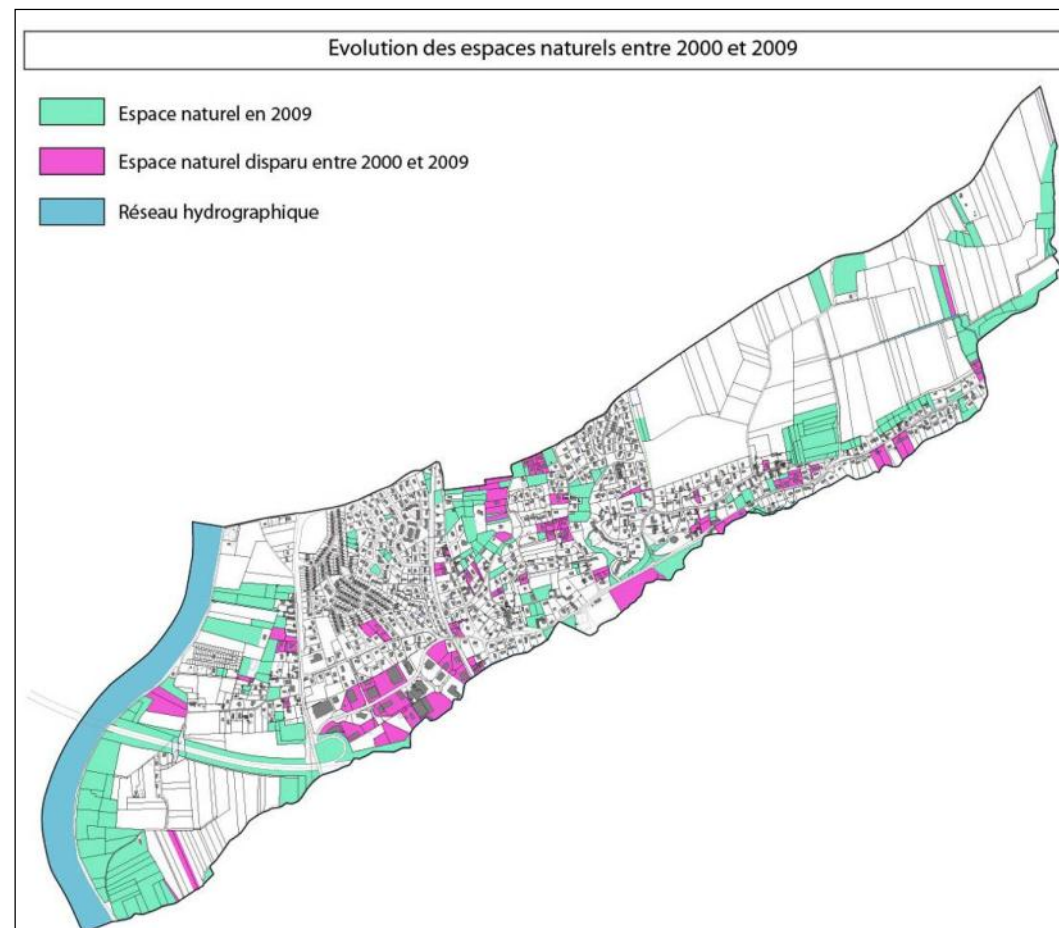 Evolution des espaces naturels entre 2000 et 2009
Espace naturel en 2009
Espace naturel disparu entre 2000 et 2009
Réseau hydrographique